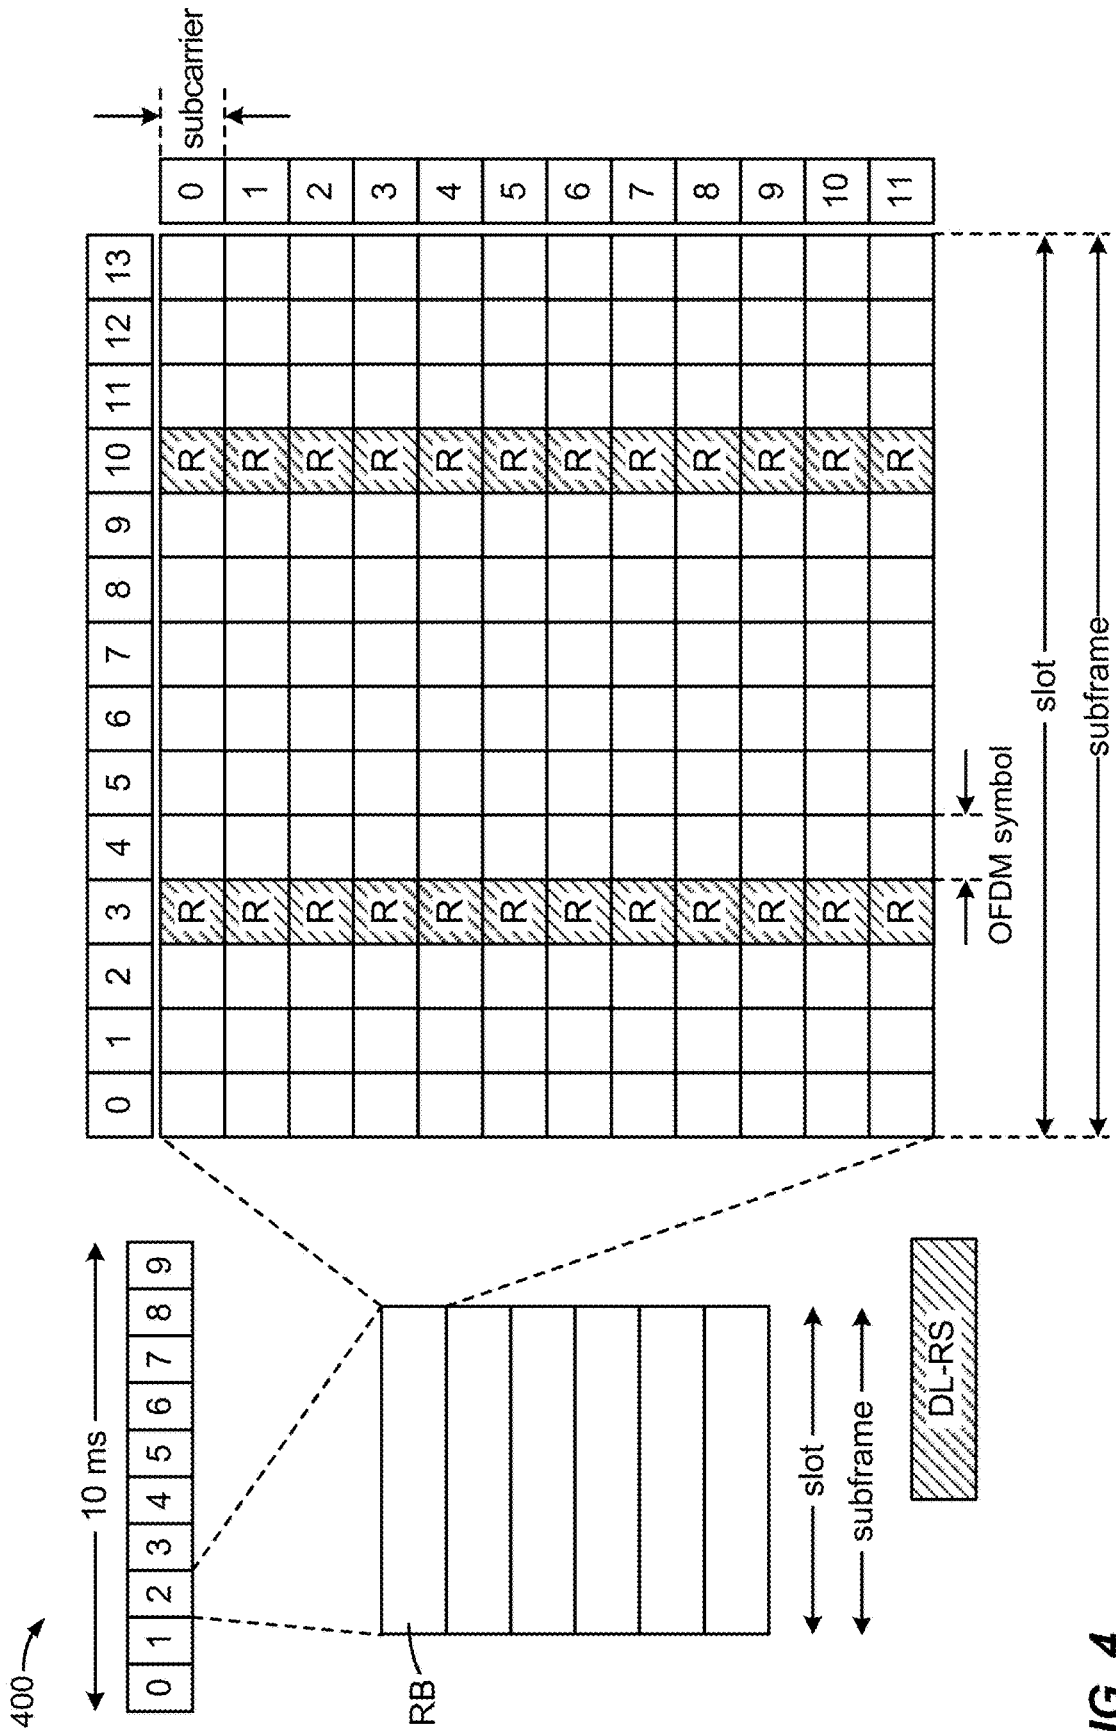 400
10 ms
0 1 2 3 4 5 6 7 8 9
RB
slot
subframe
DL-RS
0 1 2 3 4 5 6 7 8 9 10 11 12 13
R R 0
R R 1
R R 2
R R 3
R R 4
R R 5
R R 6
R R 7
R R 8
R R 9
R R 10
R R 11
subcarrier
OFDM symbol
slot
subframe
IG. 4